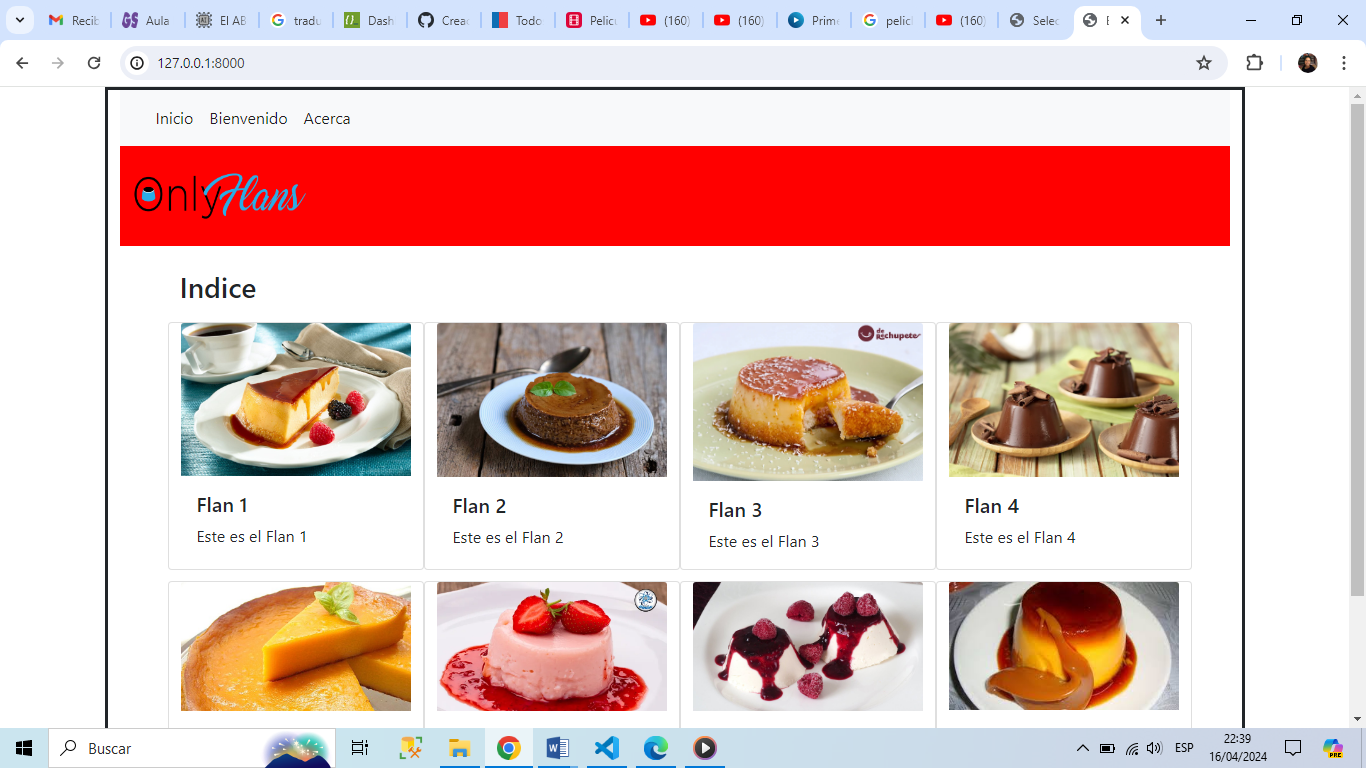 Recib
Aula
El AB
tradu
Dash
Creac
Todo
Pelicu
(160)
(160)
Prime
pelicl
(160)
Selec
127.0.0.1:8000
Inicio Bienvenido Acerca
OnlyFlans
Indice
de Rechupete
Flan 1
Este es el Flan 1
Flan 2
Este es el Flan 2
Flan 3
Este es el Flan 3
Flan 4
Este es el Flan 4
Buscar
ESP
22:39
16/04/2024
PRE